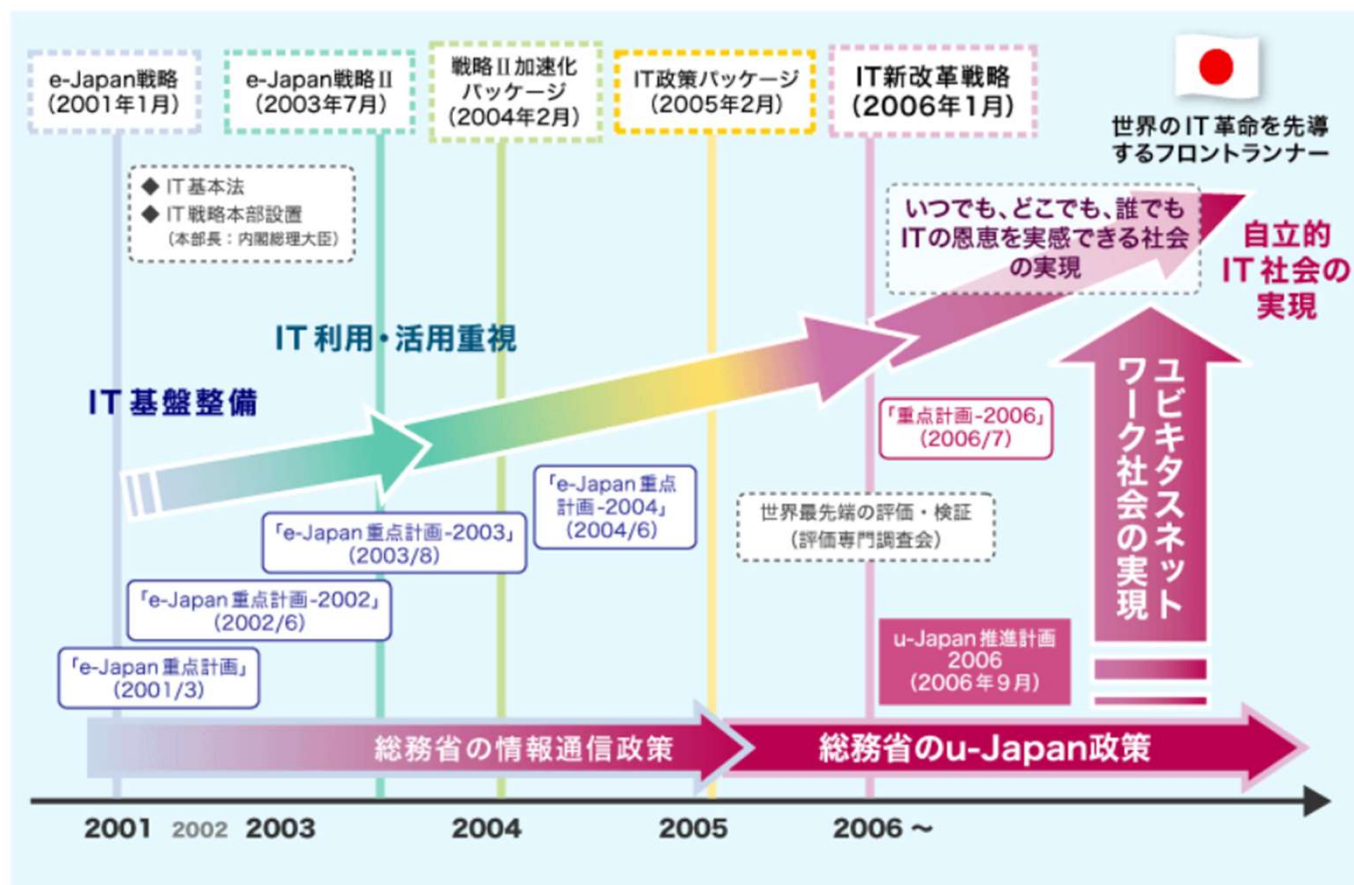 e-Japan戦略
(2001年1月)
e-Japan戦略Ⅱ
(2003年7月)
戦略Ⅱ加速化
パッケージ
(2004年2月)
IT政策パッケージ
(2005年2月)
IT新改革戦略
(2006年1月)
世界のIT革命を先導
するフロントランナー
◆ IT基本法
◆ IT戦略本部設置
(本部長：内閣総理大臣)
いつでも、どこでも、誰でも
ITの恩恵を実感できる社会
の実現
自立的
IT社会の
実現
IT利用・活用重視
IT基盤整備
「重点計画-2006」
(2006/7)
ユビキタスネット
ワーク社会の実現
「e-Japan重点
計画-2004」
(2004/6)
世界最先端の評価・検証
(評価専門調査会)
「e-Japan重点計画-2003」
(2003/8)
「e-Japan重点計画-2002」
(2002/6)
「e-Japan重点計画」
(2001/3)
u-Japan推進計画
2006
(2006年9月)
総務省の情報通信政策
総務省のu-Japan政策
2001 2002 2003 2004 2005 2006～